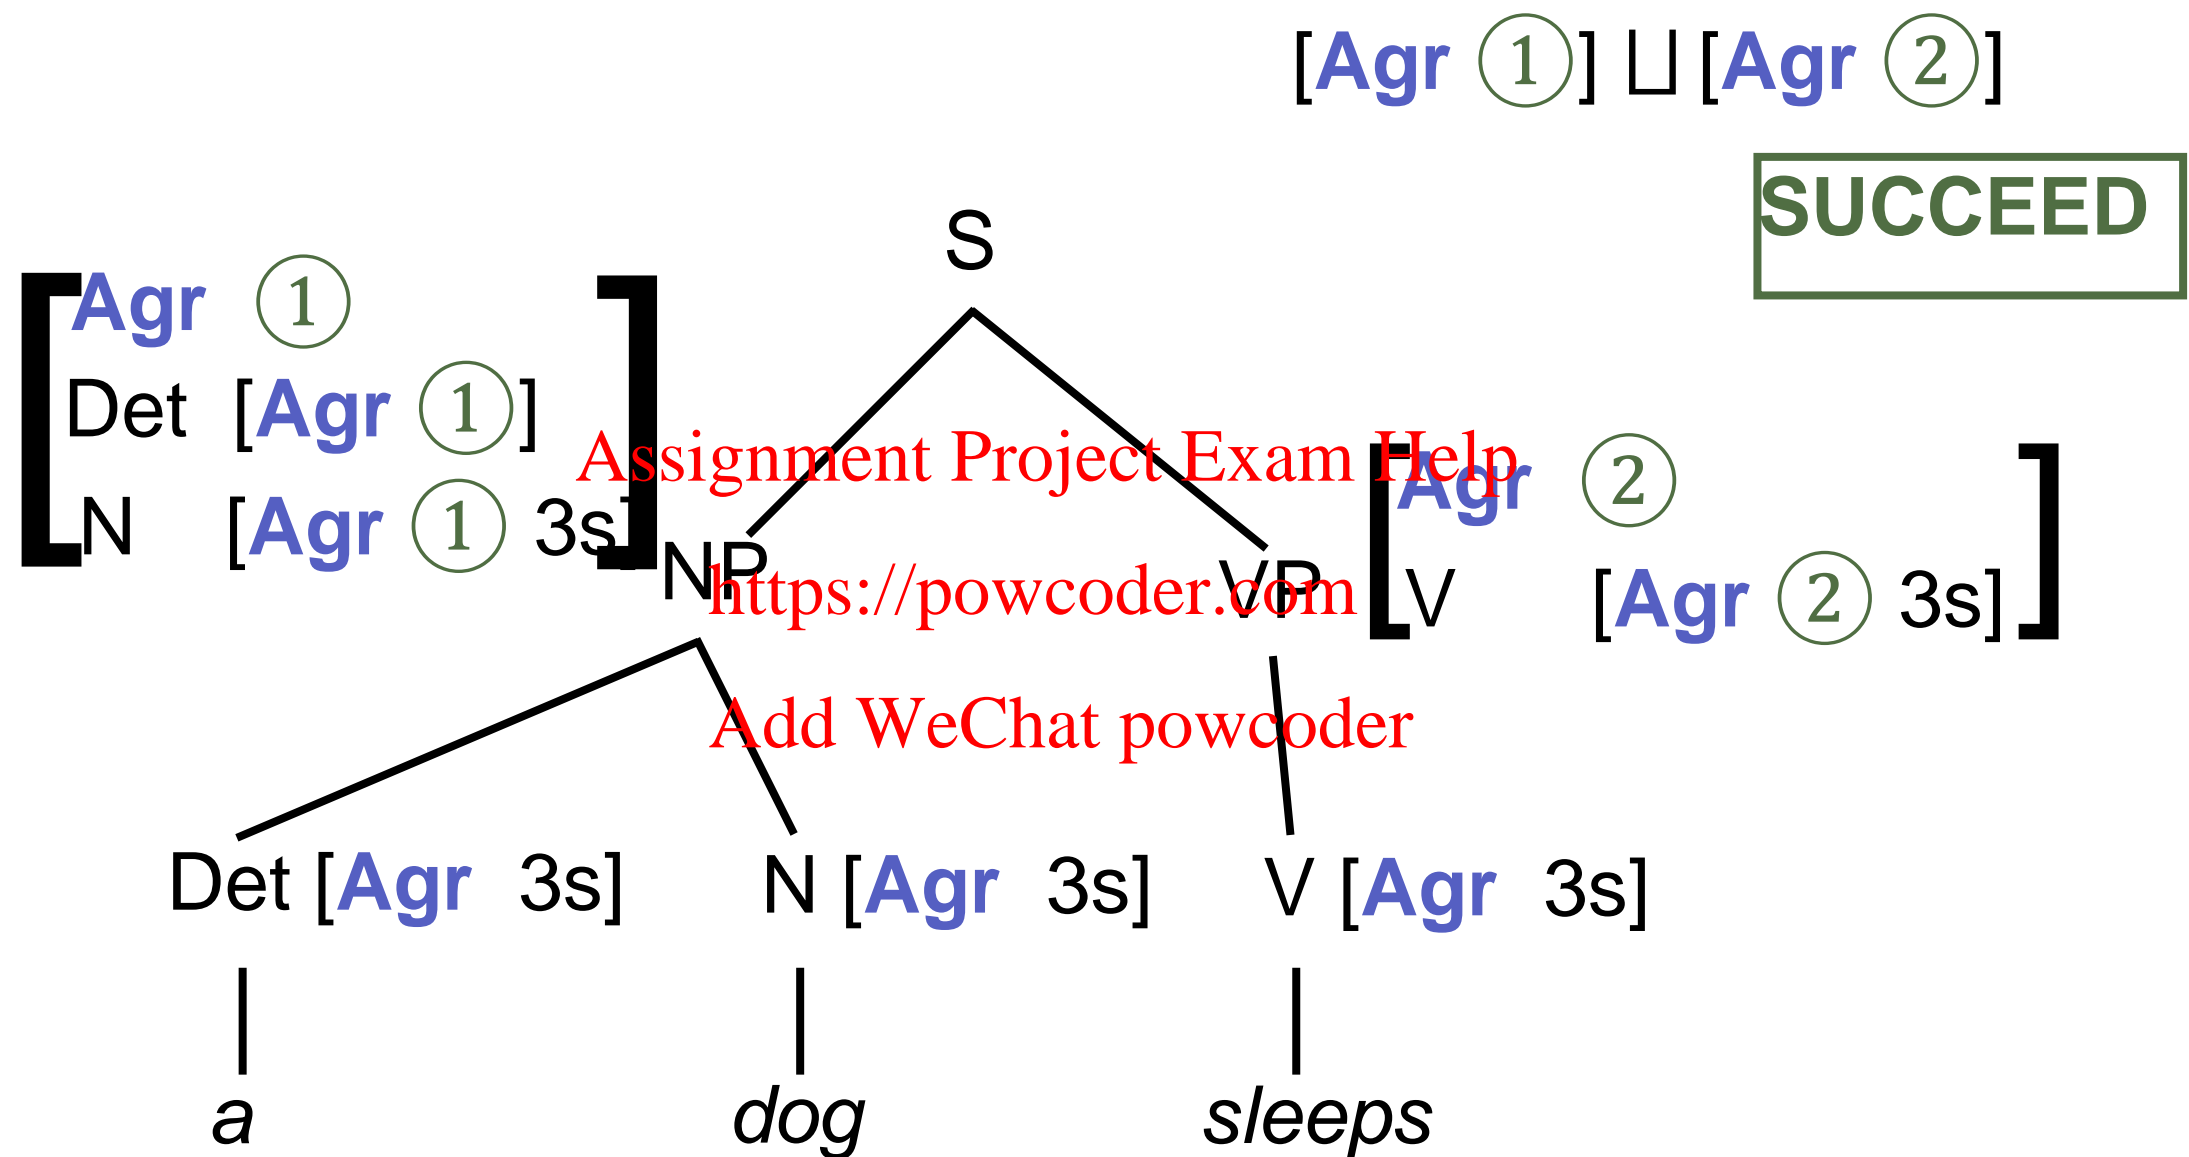 [Agr ①] ⊔ [Agr ②]
SUCCEED
S
Agr ①
Det [Agr ①]
N [Agr ① 3s]
Assignment Project Exam Help
Agr ②
NP
VP
V [Agr ② 3s]
https://powcoder.com
Add WeChat powcoder
Det [Agr 3s] N [Agr 3s] V [Agr 3s]
a dog sleeps